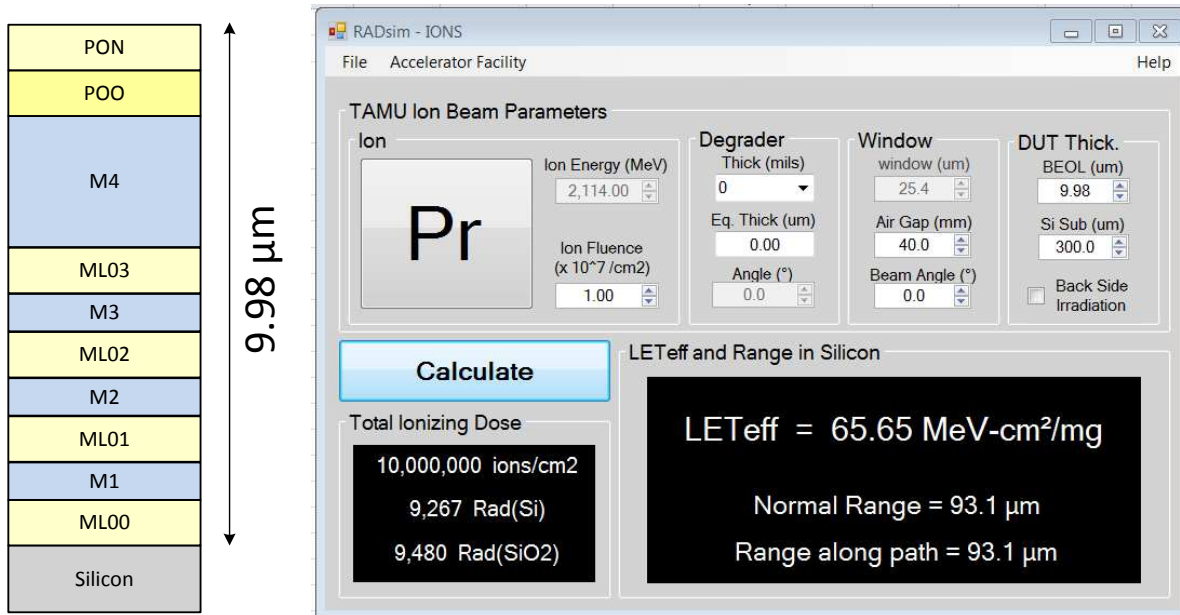 PON
POO
M4
ML03
M3
ML02
M2
ML01
M1
ML00
Silicon
9.98 µm
RADsim - IONS
File Accelerator Facility Help
TAMU Ion Beam Parameters
Ion
Pr
Ion Energy (MeV)
2,114.00
Ion Fluence
(x 10^7 /cm2)
1.00
Degrader
Thick (mils)
0
Eq. Thick (um)
0.00
Angle (°)
0.0
Window
window (um)
25.4
Air Gap (mm)
40.0
Beam Angle (°)
0.0
DUT Thick.
BEOL (um)
9.98
Si Sub (um)
300.0
Back Side
Irradiation
Calculate
Total Ionizing Dose
10,000,000 ions/cm2
9,267 Rad(Si)
9,480 Rad(SiO2)
LETeff and Range in Silicon
LETeff = 65.65 MeV-cm²/mg
Normal Range = 93.1 µm
Range along path = 93.1 µm